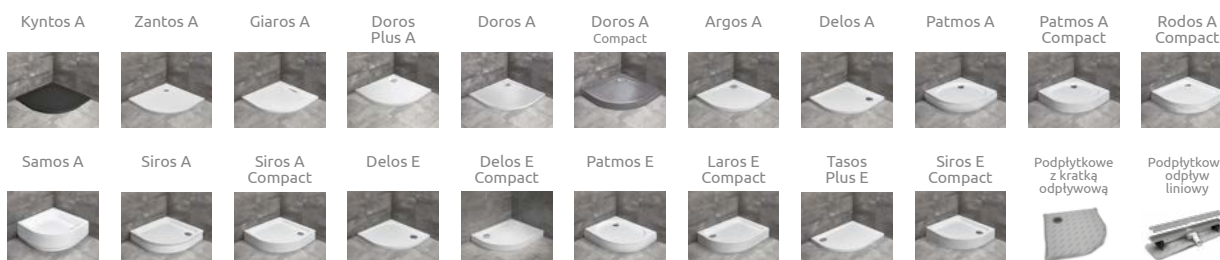 Kyntos A
Zantos A
Giaros A
Doros
Plus A
Doros A
Doros A
Compact
Argos A
Delos A
Patmos A
Patmos A
Compact
Rodos A
Compact
Samos A
Siros A
Siros A
Compact
Delos E
Delos E
Compact
Patmos E
Laros E
Compact
Tasos
Plus E
Siros E
Compact
Podpłytkowe
z kratką
odpływową
Podpłytkow
odpływ
liniowy